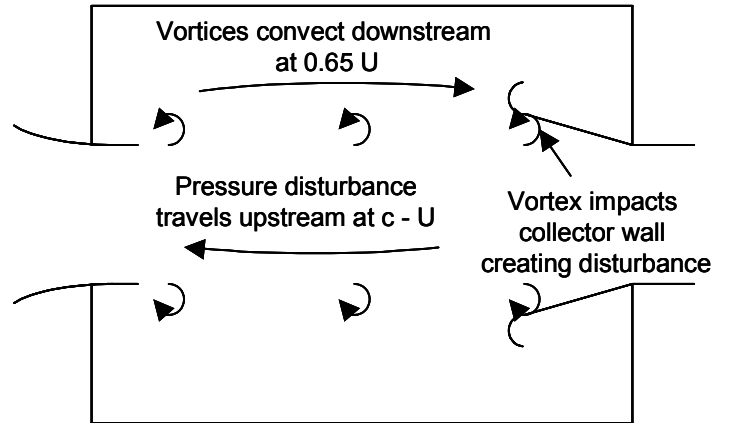 Vortices convect downstream
at 0.65 U
Pressure disturbance
travels upstream at c - U
Vortex impacts
collector wall
creating disturbance